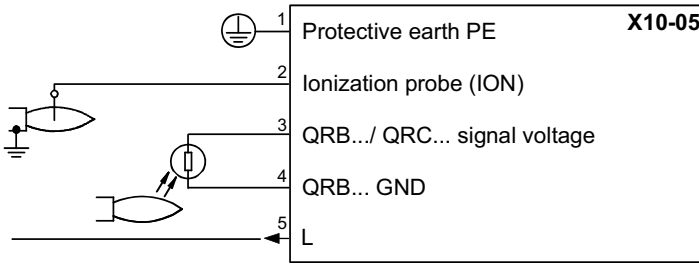 X10-05
1 Protective earth PE
2 Ionization probe (ION)
3 QRB.../ QRC... signal voltage
4 QRB... GND
5 L